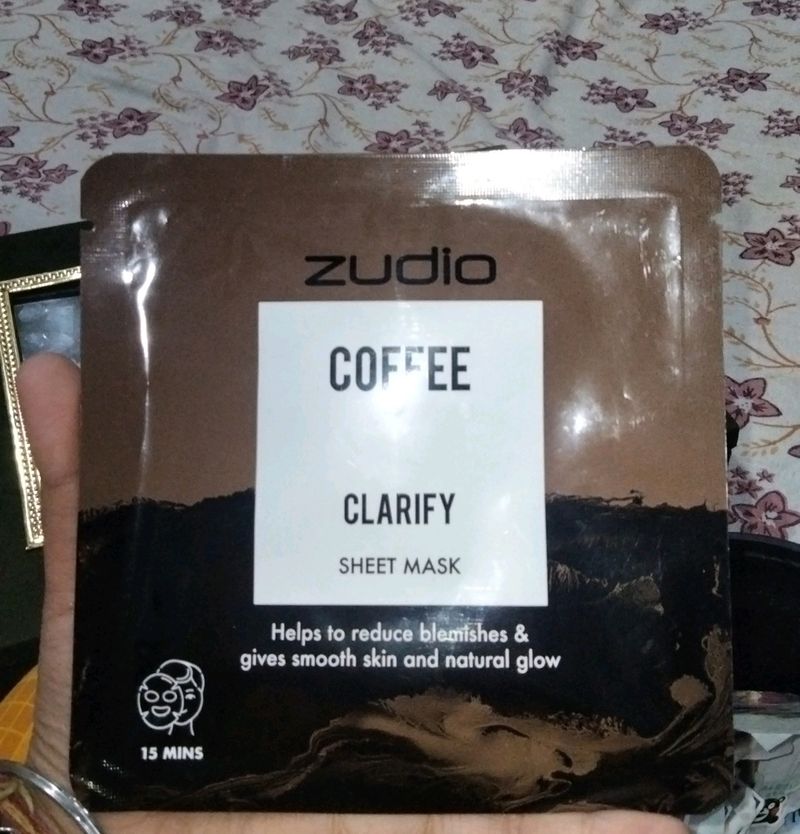 zudio
COFFEE
CLARIFY
SHEET MASK
Helps to reduce blemishes &
gives smooth skin and natural glow
15 MINS